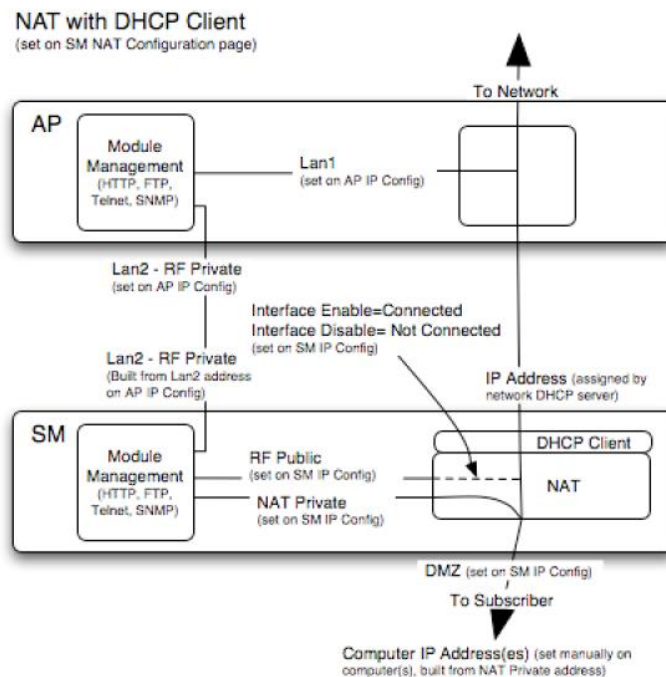 NAT with DHCP Client
(set on SM NAT Configuration page)
To Network
AP
Module
Management
(HTTP, FTP,
Telnet, SNMP)
Lan1
(set on AP IP Config)
Lan2 - RF Private
(set on AP IP Config)
Interface Enable=Connected
Interface Disable= Not Connected
(set on SM IP Config)
Lan2 - RF Private
(Built from Lan2 address
on AP IP Config)
IP Address (assigned by
network DHCP server)
SM
Module
Management
(HTTP, FTP,
Telnet, SNMP)
RF Public
(set on SM IP Config)
NAT Private
(set on SM IP Config)
DHCP Client
NAT
DMZ (set on SM IP Config)
To Subscriber
Computer IP Address(es) (set manually on
computer(s), built from NAT Private address)